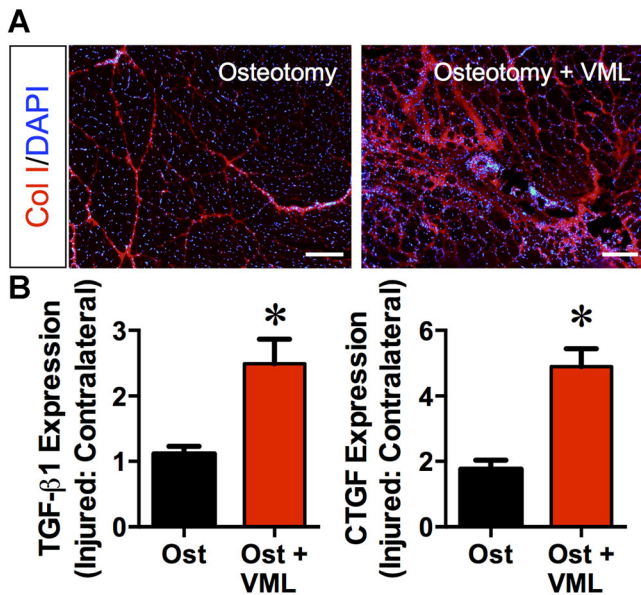 A
Col I/DAPI
Osteotomy
Osteotomy + VML
B
TGF-β1 Expression
(Injured: Contralateral)
3
2
1
0
*
Ost
Ost +
VML
CTGF Expression
(Injured: Contralateral)
6
4
2
0
*
Ost
Ost +
VML